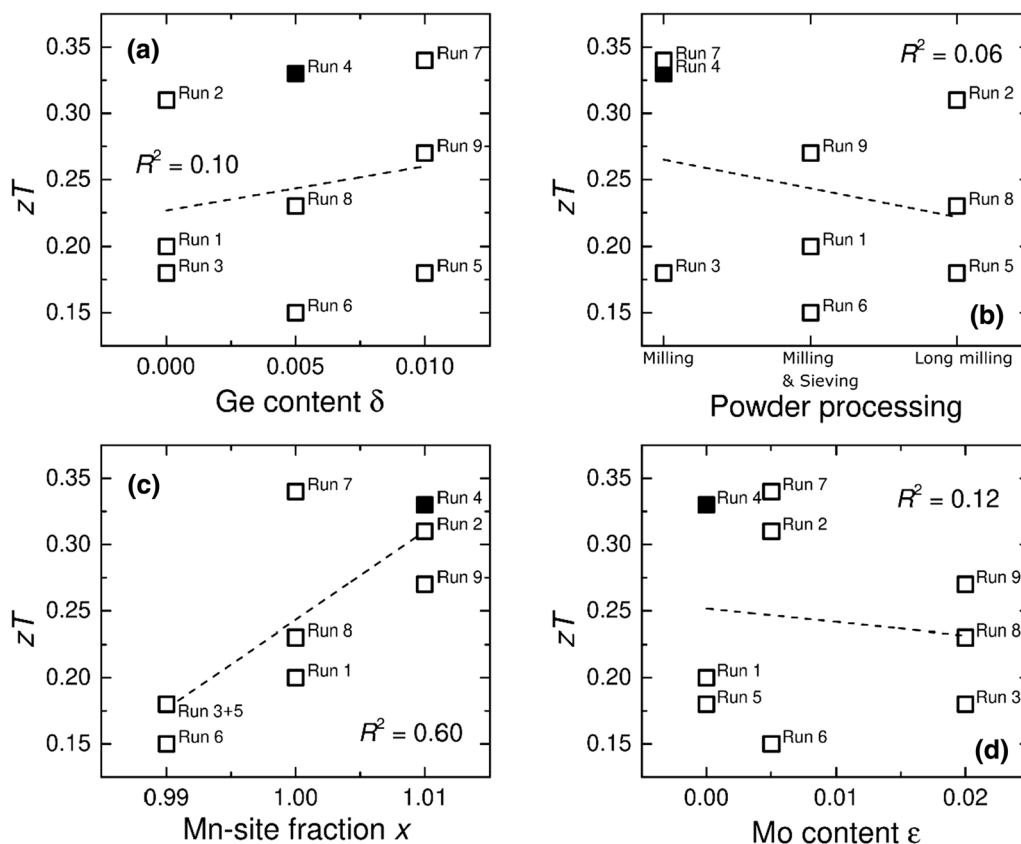 (a)
0.35
0.30
0.25
0.20
0.15
zT
Run 7
Run 4
Run 2
Run 9
R² = 0.10
Run 8
Run 1
Run 3
Run 5
Run 6
0.000 0.005 0.010
Ge content δ
0.35
0.30
0.25
0.20
0.15
zT
Run 7
Run 4
R² = 0.06
Run 2
Run 9
Run 8
Run 1
Run 3
Run 5
Run 6
(b)
Milling
Milling
& Sieving
Long milling
Powder processing
(c)
0.35
0.30
0.25
0.20
0.15
zT
Run 7
Run 4
Run 2
Run 9
Run 8
Run 1
Run 3+5
Run 6
R² = 0.60
0.99 1.00 1.01
Mn-site fraction x
0.35
0.30
0.25
0.20
0.15
zT
Run 4
Run 7
R² = 0.12
Run 2
Run 9
Run 8
Run 1
Run 5
Run 3
Run 6
(d)
0.00 0.01 0.02
Mo content ε